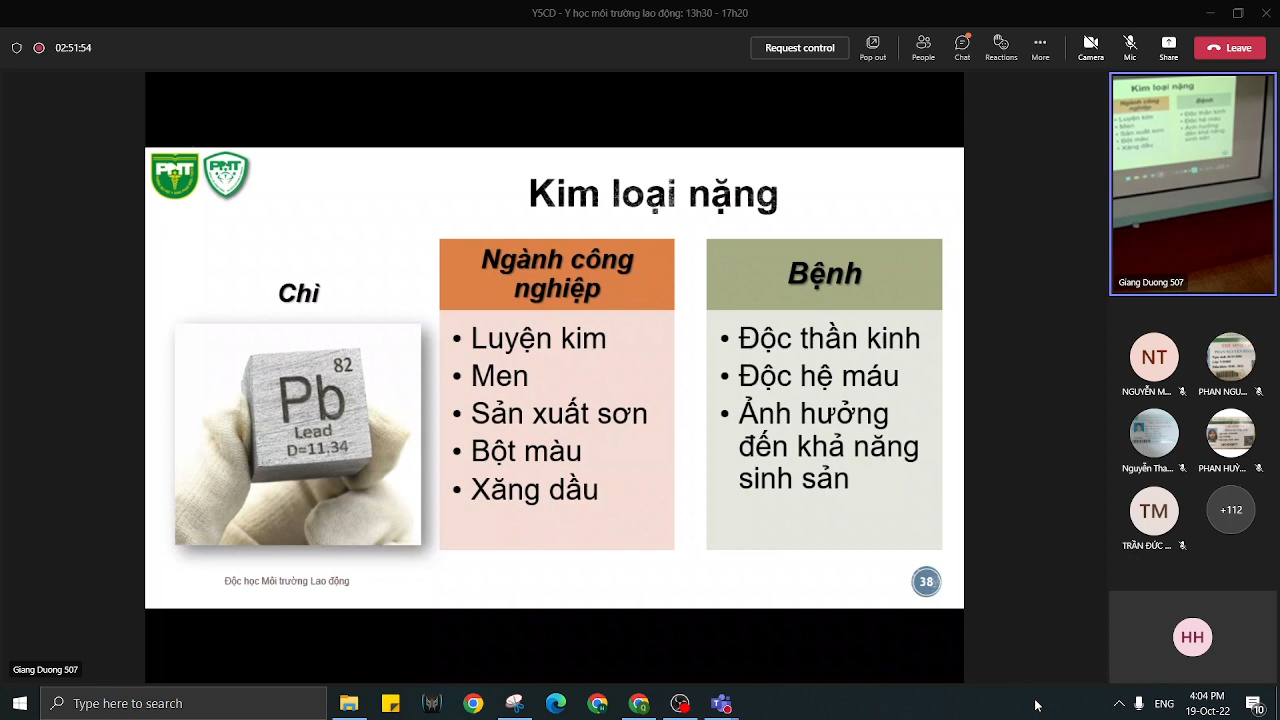 Y5CD - Y học môi trường lao động: 13h30 - 17h20
02:51:54
Request control
Pop out
People
Chat
Reactions
More
Camera
Mic
Share
Leave
PNT
PNT
Kim loại nặng
Chì
82
Pb
Lead
D=11,34
Ngành công
nghiệp
• Luyện kim
• Men
• Sản xuất sơn
• Bột màu
• Xăng dầu
Bệnh
• Độc thần kinh
• Độc hệ máu
• Ảnh hưởng
đến khả năng
sinh sản
Độc học Môi trường Lao động
38
Giang Duong 507
Kim loại nặng
Ngành công
nghiệp
• Luyện kim
• Men
• Sản xuất sơn
• Bột màu
• Xăng dầu
Bệnh
• Độc thần kinh
• Độc hệ máu
• Ảnh hưởng
đến khả năng
sinh sản
Giang Duong 507
NT
NGUYỄN M...
PHAN NGU...
Nguyễn Tha...
PHAN HUY...
TM
TRẦN ĐỨC ...
+112
HH
Type here to search
4:04 PM